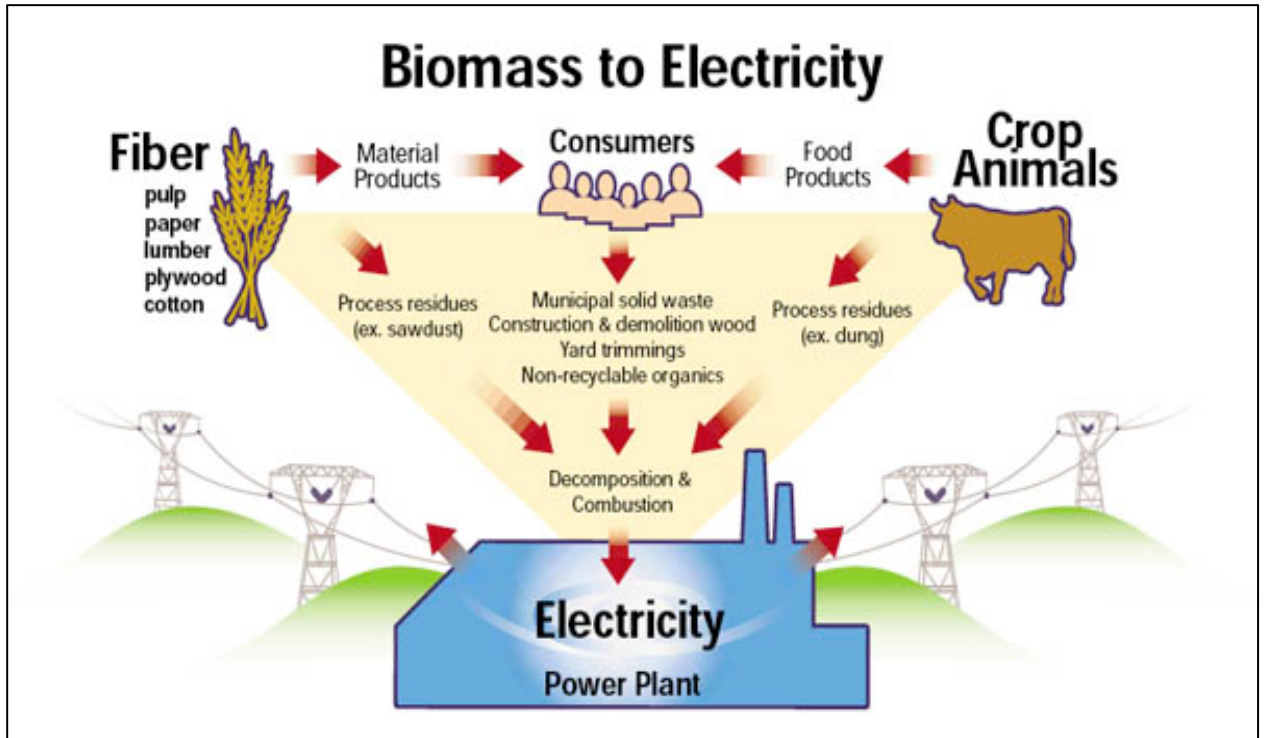 Biomass to Electricity
Fiber
pulp
paper
lumber
plywood
cotton
Material
Products
Consumers
Food
Products
Crop
Animals
Process residues
(ex. sawdust)
Municipal solid waste
Construction & demolition wood
Yard trimmings
Non-recyclable organics
Process residues
(ex. dung)
Decomposition &
Combustion
Electricity
Power Plant